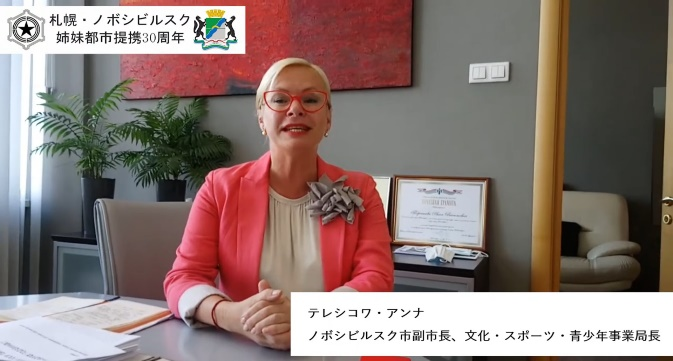 札幌・ノボシビルスク
姉妹都市提携30周年
テレシコワ・アンナ
ノボシビルスク市副市長、文化・スポーツ・青少年事業局長